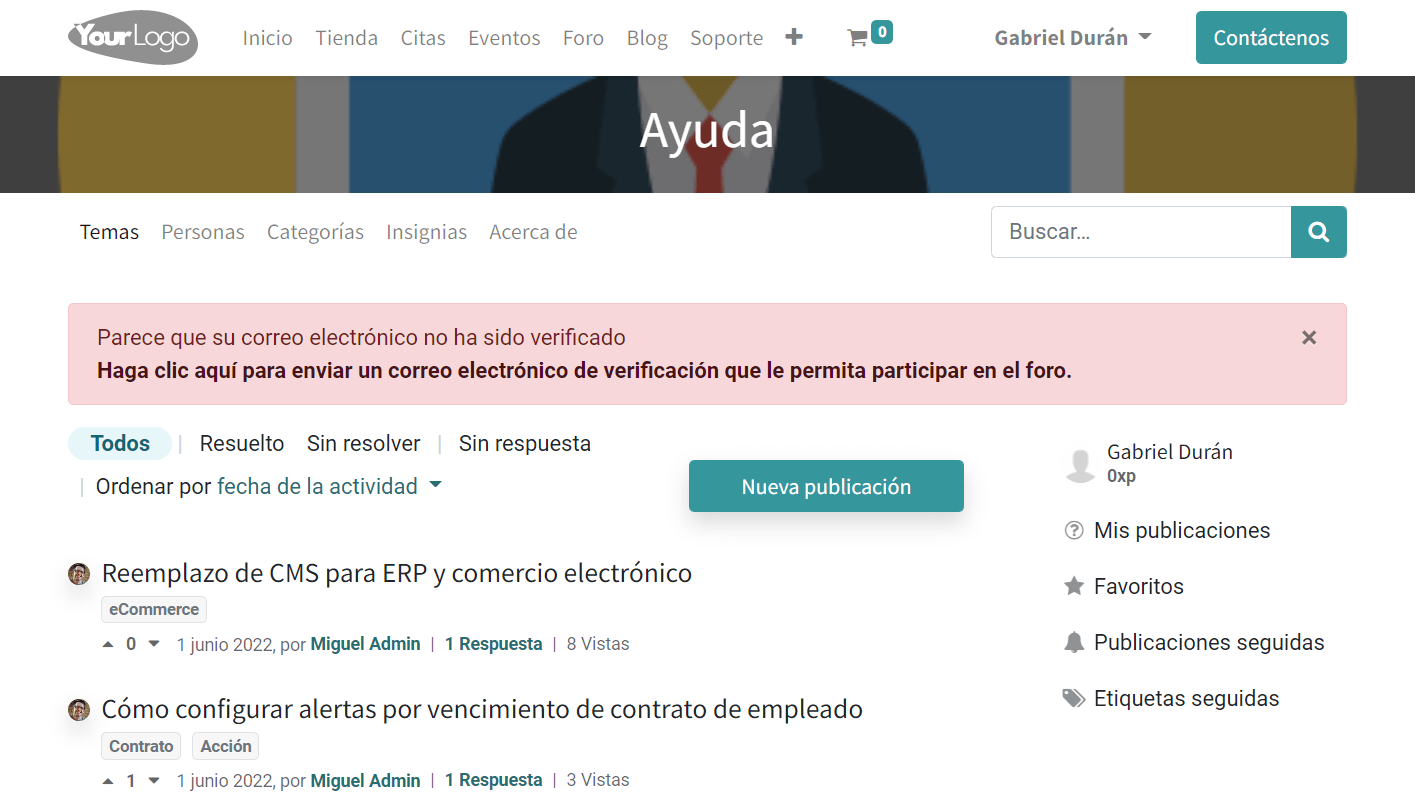 YourLogo
Inicio Tienda Citas Eventos Foro Blog Soporte 0 Gabriel Durán Contáctenos
Ayuda
Temas Personas Categorías Insignias Acerca de Buscar...
Parece que su correo electrónico no ha sido verificado
Haga clic aquí para enviar un correo electrónico de verificación que le permita participar en el foro.
Todos | Resuelto Sin resolver | Sin respuesta
| Ordenar por fecha de la actividad
Nueva publicación
Reemplazo de CMS para ERP y comercio electrónico
eCommerce
0 1 junio 2022, por Miguel Admin | 1 Respuesta | 8 Vistas
Cómo configurar alertas por vencimiento de contrato de empleado
Contrato Acción
1 1 junio 2022, por Miguel Admin | 1 Respuesta | 3 Vistas
Gabriel Durán
0xp
Mis publicaciones
Favoritos
Publicaciones seguidas
Etiquetas seguidas